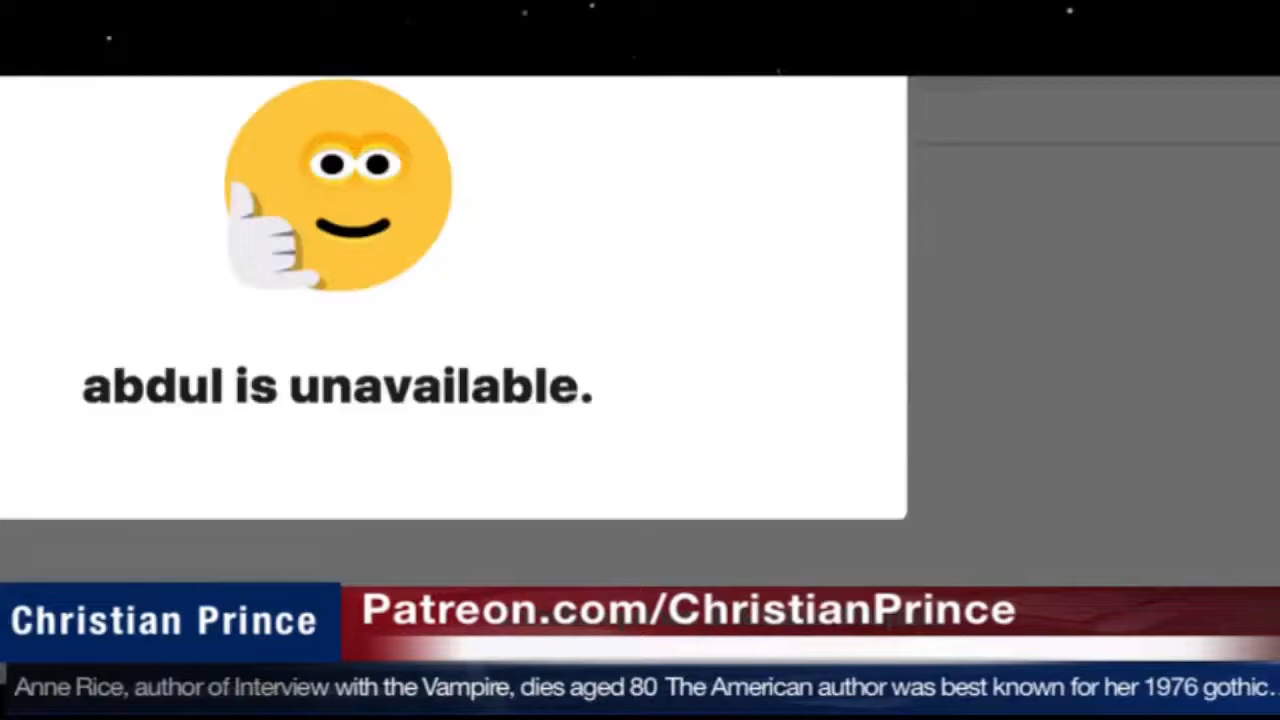 abdul is unavailable.
Christian Prince
Patreon.com/ChristianPrince
Anne Rice, author of Interview with the Vampire, dies aged 80 The American author was best known for her 1976 gothic...